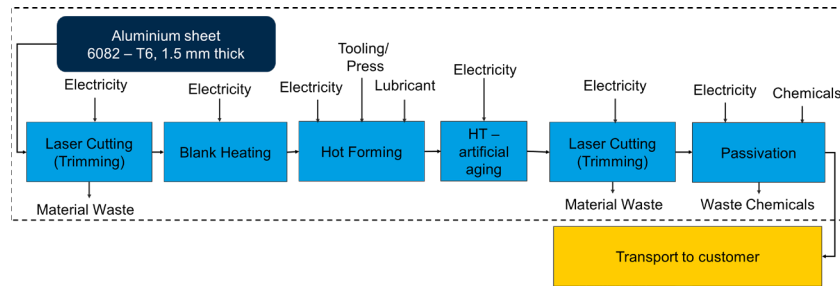 Aluminium sheet
6082 – T6, 1.5 mm thick
Tooling/
Press
Electricity
Electricity
Electricity
Lubricant
Electricity
Electricity
Electricity
Chemicals
Laser Cutting
(Trimming)
Blank Heating
Hot Forming
HT –
artificial
aging
Laser Cutting
(Trimming)
Passivation
Material Waste
Material Waste
Waste Chemicals
Transport to customer